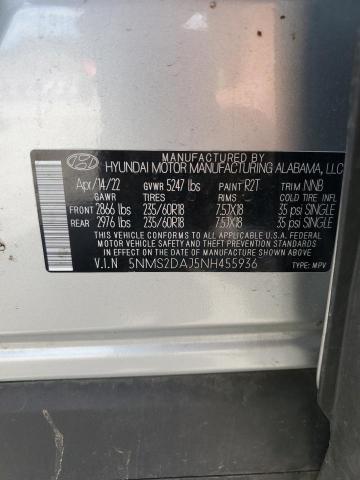 MANUFACTURED BY
HYUNDAI MOTOR MANUFACTURING ALABAMA, LLC
Apr/14/22 GVWR 5247 lbs PAINT R2T TRIM NNB
GAWR TIRES RIMS COLD TIRE INFL
FRONT 2866 lbs 235/60R18 7.5JX18 35 psi SINGLE
REAR 2976 lbs 235/60R18 7.5JX18 35 psi SINGLE
THIS VEHICLE CONFORMS TO ALL APPLICABLE
FEDERAL MOTOR VEHICLE SAFETY STANDARDS IN
EFFECT ON THE DATE OF MANUFACTURE SHOWN ABOVE.
V.I.N 5NMS2DAJ5NH455936 TYPE: MPV